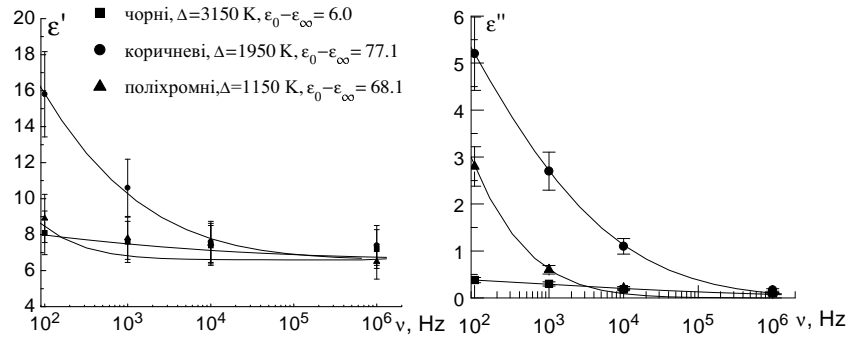 ε'
■ чорні, Δ=3150 K, ε₀−ε∞= 6.0
● коричневі, Δ=1950 K, ε₀−ε∞= 77.1
▲ поліхромні, Δ=1150 K, ε₀−ε∞= 68.1
20
18
16
14
12
10
8
6
4
10² 10³ 10⁴ 10⁵ 10⁶ ν, Hz
ε''
6
5
4
3
2
1
0
10² 10³ 10⁴ 10⁵ 10⁶ ν, Hz